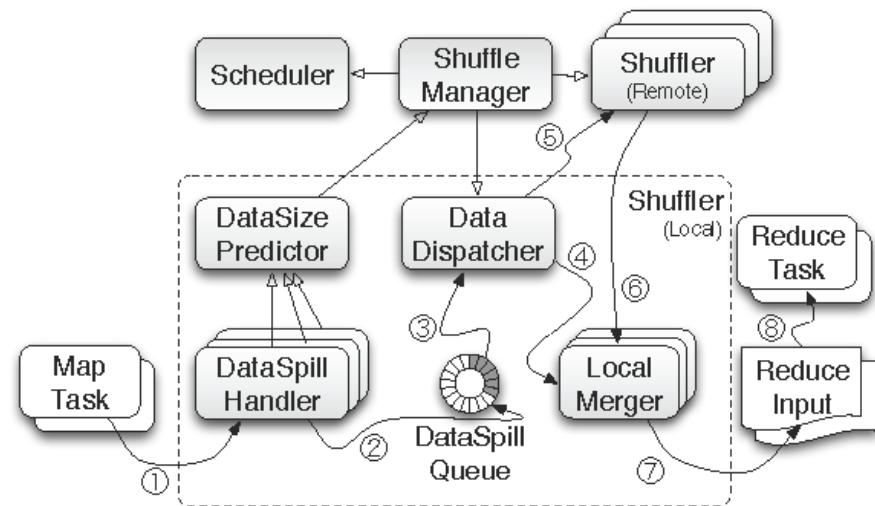 Scheduler
Shuffle
Manager
Shuffler
(Remote)
⑤
DataSize
Predictor
Data
Dispatcher
Shuffler
(Local)
④
⑥
③
Reduce
Task
⑧
Map
Task
DataSpill
Handler
Local
Merger
Reduce
Input
①
②
DataSpill
Queue
⑦